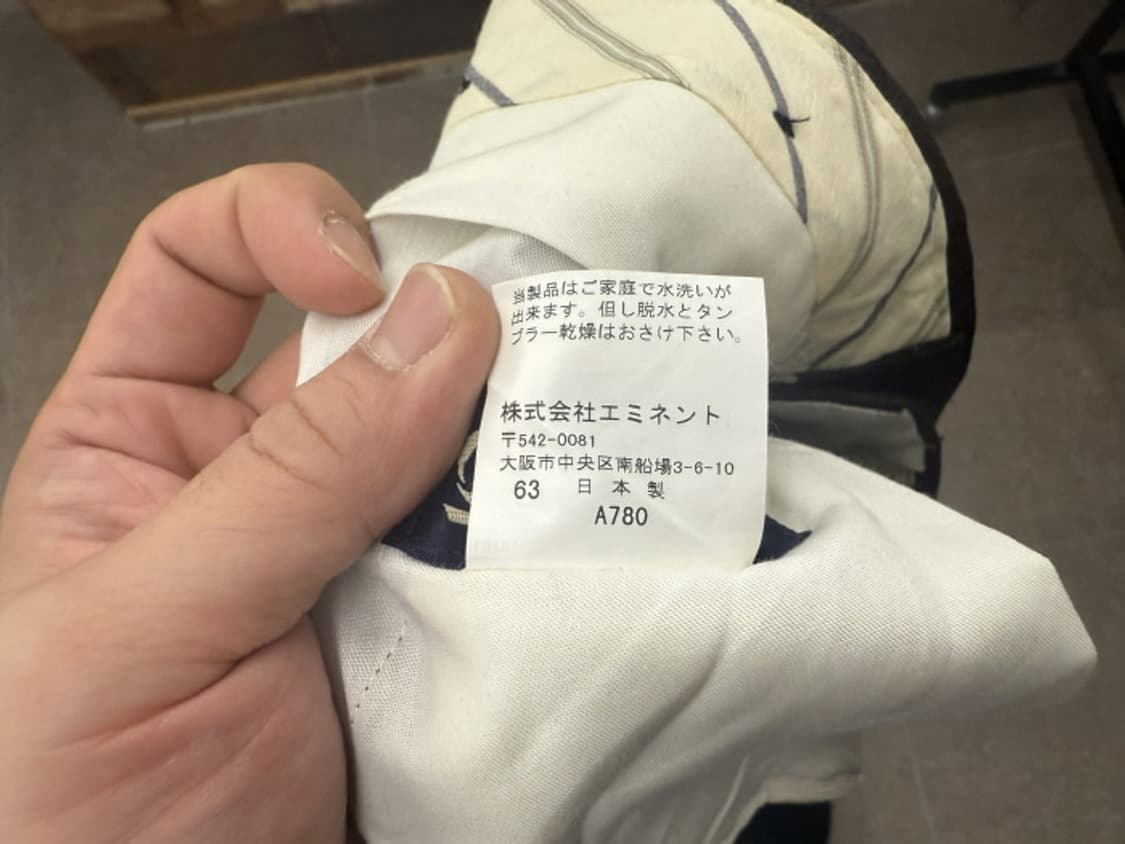 当製品はご家庭で水洗いが
出来ます。但し脱水とタン
ブラー乾燥はおさけ下さい。
株式会社エミネント
〒542-0081
大阪市中央区南船場3-6-10
63 日本製
A780